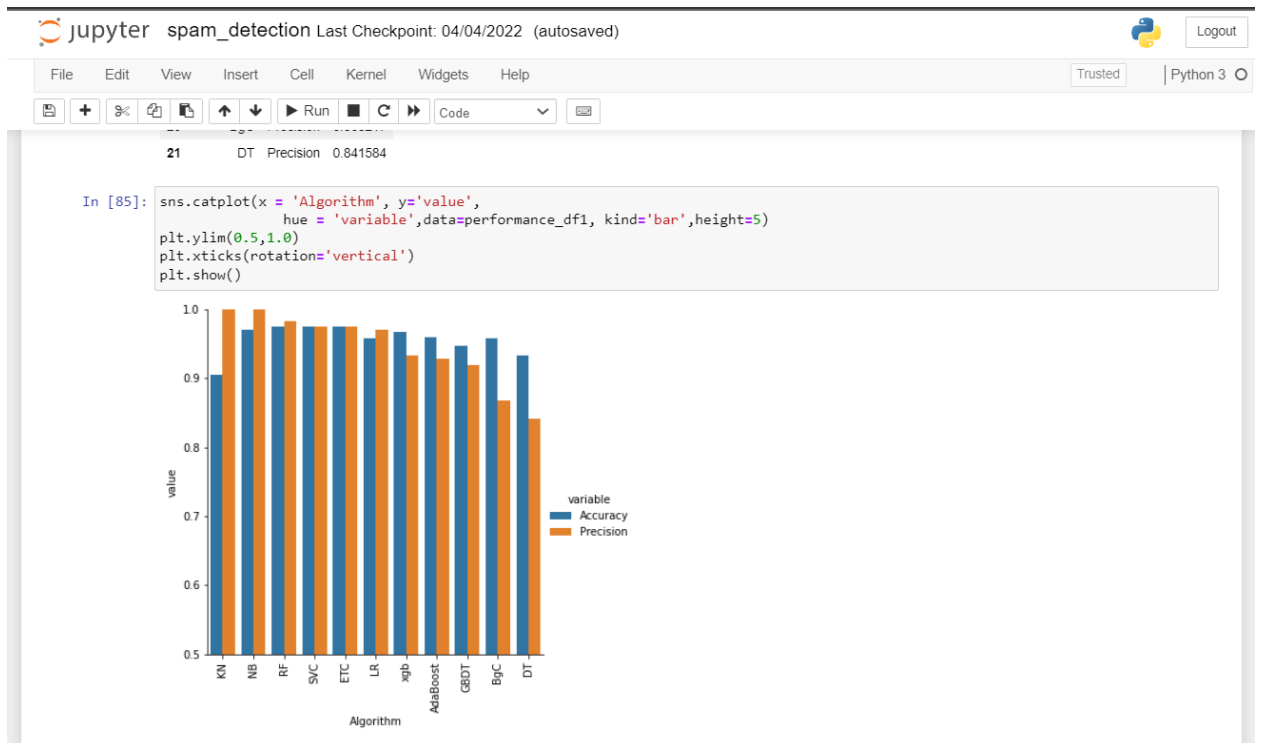 jupyter spam_detection Last Checkpoint: 04/04/2022 (autosaved)
Logout
File Edit View Insert Cell Kernel Widgets Help
Trusted
Python 3
Run
Code
21 DT Precision 0.841584
In [85]:
sns.catplot(x = 'Algorithm', y='value',
hue = 'variable',data=performance_df1, kind='bar',height=5)
plt.ylim(0.5,1.0)
plt.xticks(rotation='vertical')
plt.show()
1.0
0.9
0.8
0.7
0.6
0.5
value
variable
Accuracy
Precision
KN
NB
RF
SVC
ETC
LR
xgb
AdaBoost
GBDT
BgC
DT
Algorithm